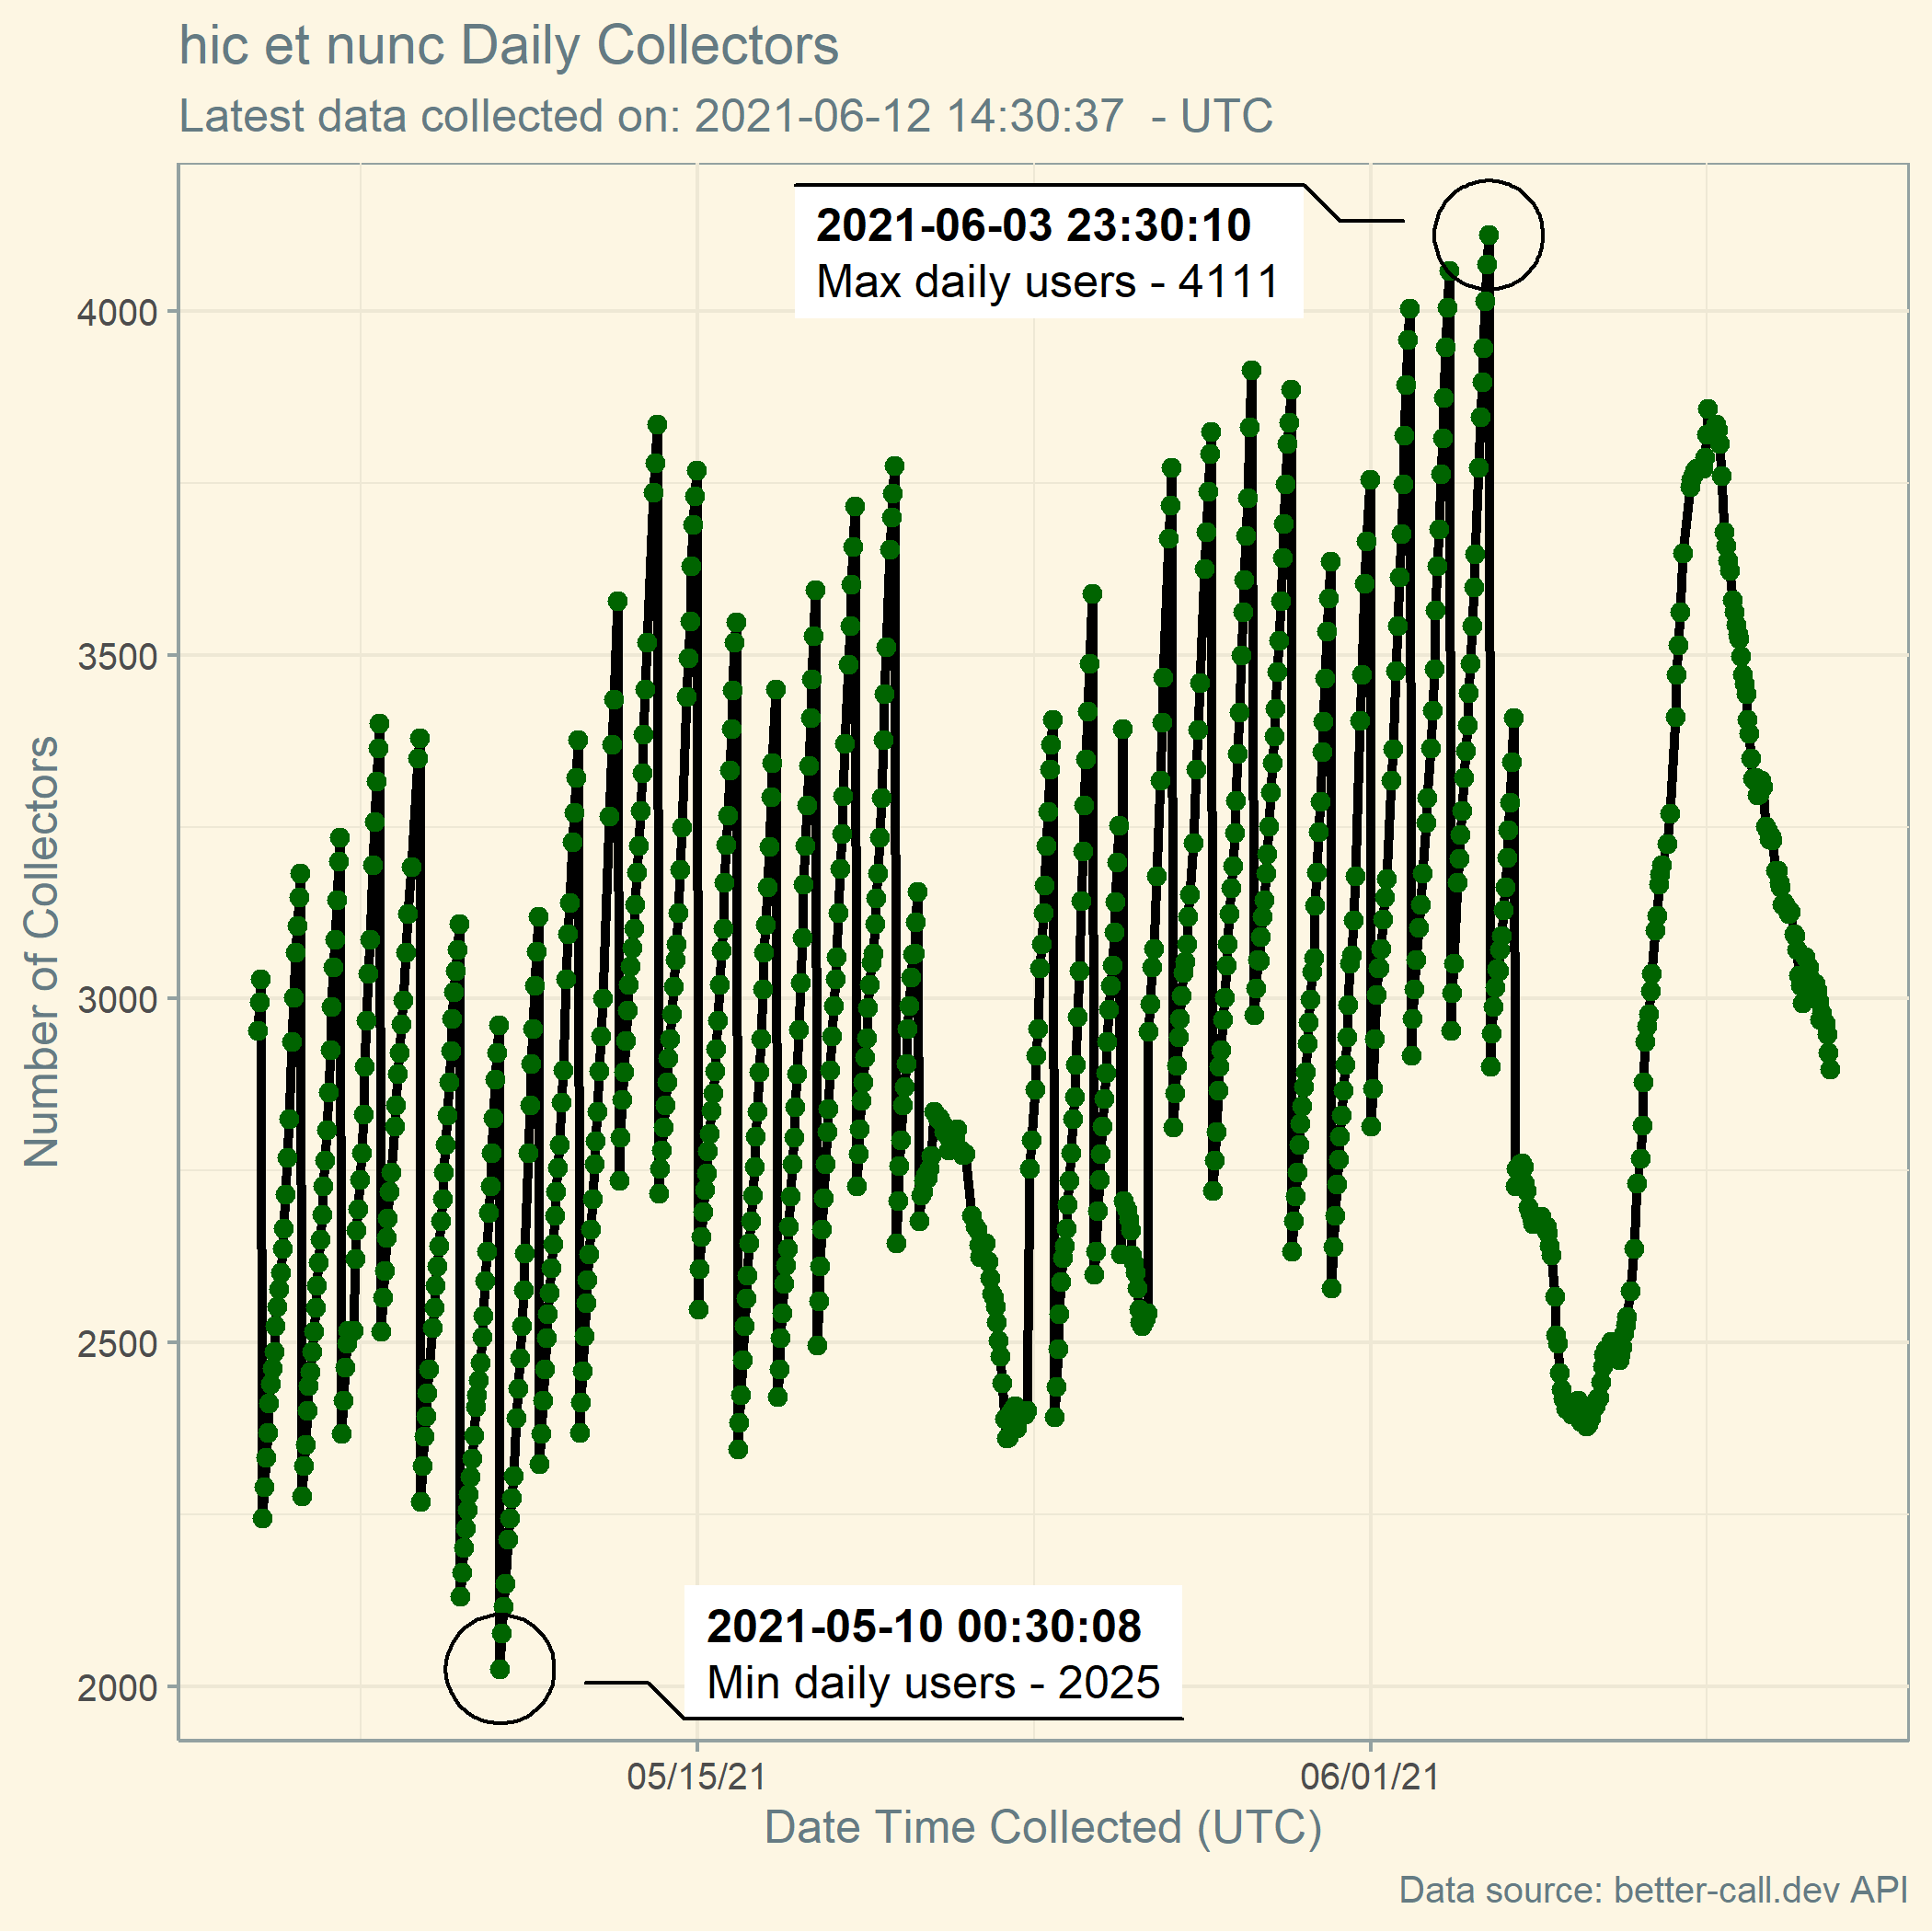 hic et nunc Daily Collectors
Latest data collected on: 2021-06-12 14:30:37  - UTC
2021-06-03 23:30:10
Max daily users - 4111
4000
3500
3000
2500
2000
Number of Collectors
2021-05-10 00:30:08
Min daily users - 2025
05/15/21
06/01/21
Date Time Collected (UTC)
Data source: better-call.dev API